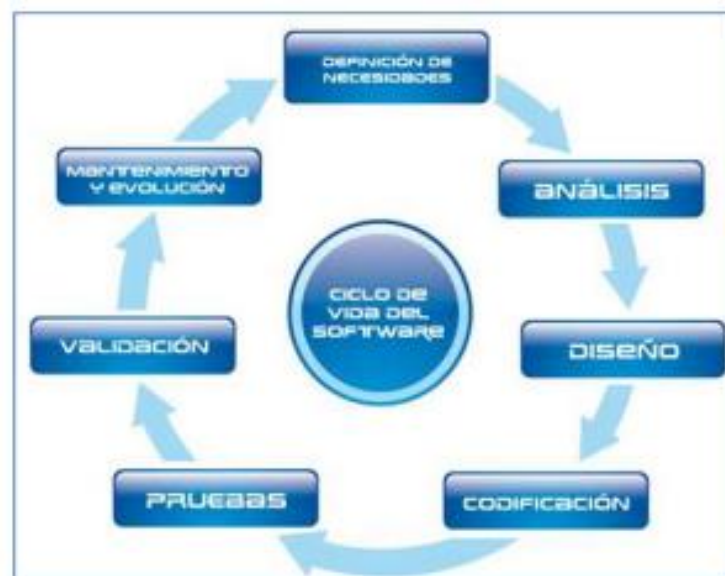 DEFINICIÓN DE
NECESIDADES
ANÁLISIS
DISEÑO
CODIFICACIÓN
PRUEBAS
VALIDACIÓN
MANTENIMIENTO
Y EVOLUCIÓN
CICLO DE
VIDA DEL
SOFTWARE